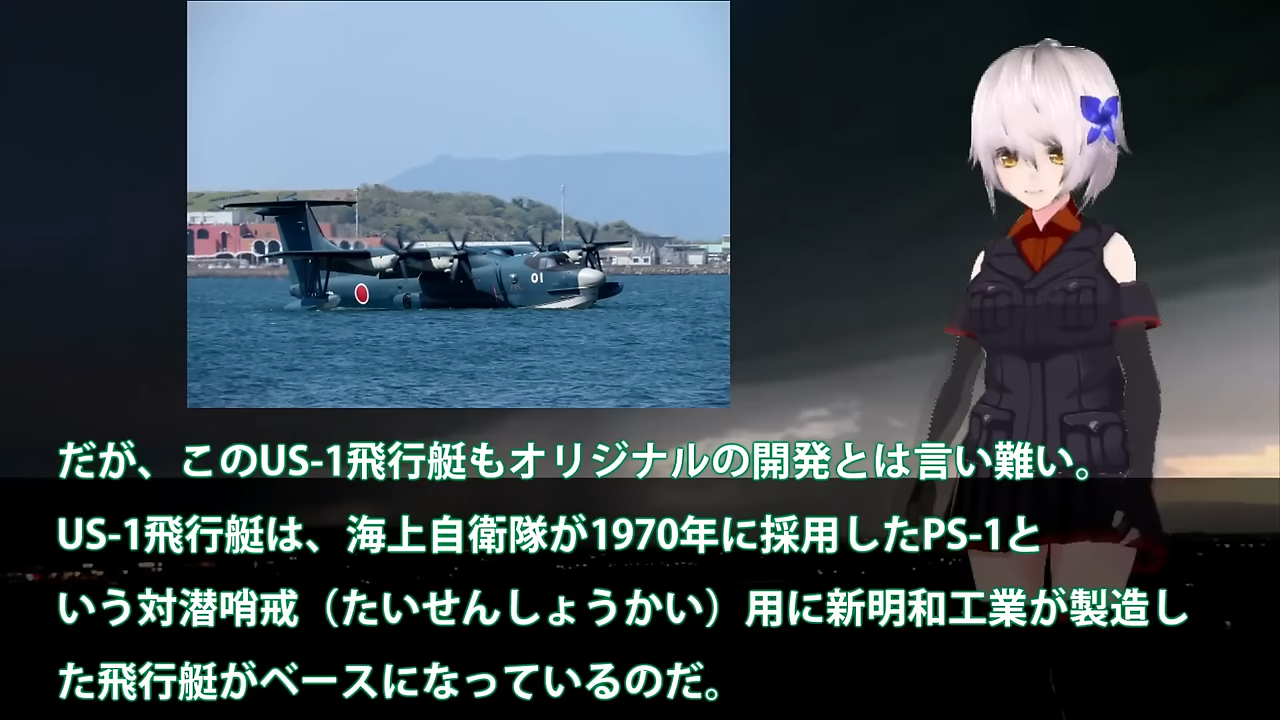 01
だが、このUS-1飛行艇もオリジナルの開発とは言い難い。
US-1飛行艇は、海上自衛隊が1970年に採用したPS-1と
いう対潜哨戒（たいせんしょうかい）用に新明和工業が製造し
た飛行艇がベースになっているのだ。